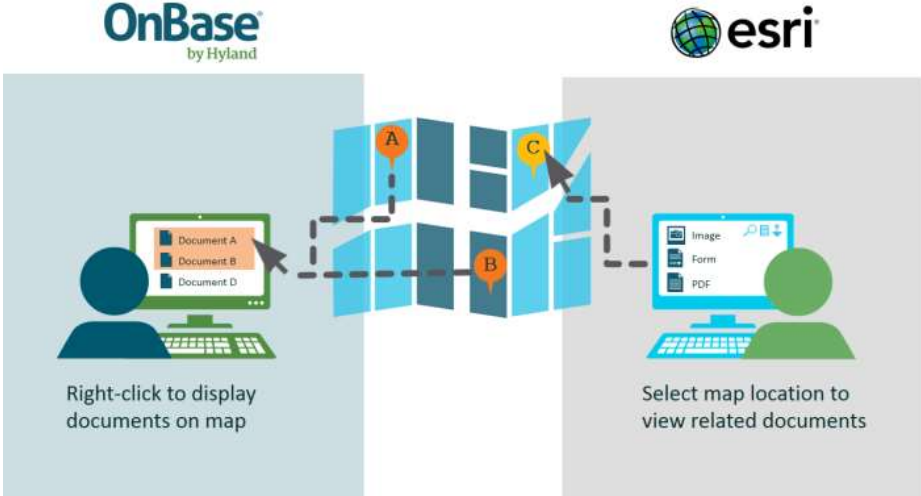 OnBase
by Hyland
esri
A
C
B
Document A
Document B
Document D
Image
Form
PDF
Right-click to display
documents on map
Select map location to
view related documents